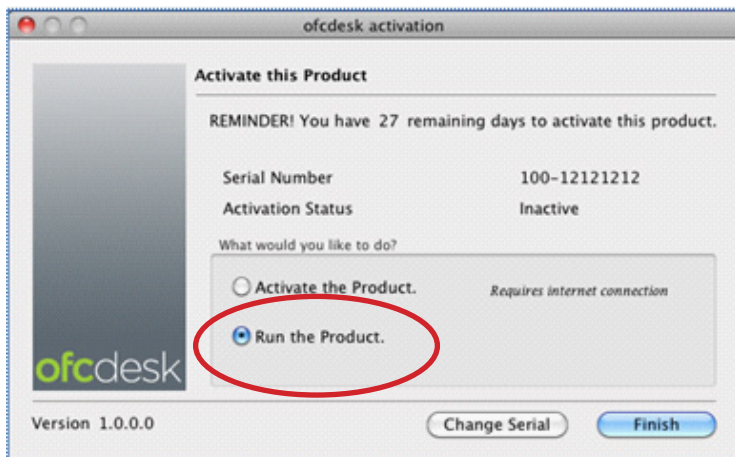 ofcdesk activation
Activate this Product
REMINDER! You have 27 remaining days to activate this product.
Serial Number 100-12121212
Activation Status Inactive
What would you like to do?
Activate the Product. Requires internet connection
Run the Product.
ofcdesk
Version 1.0.0.0 Change Serial Finish